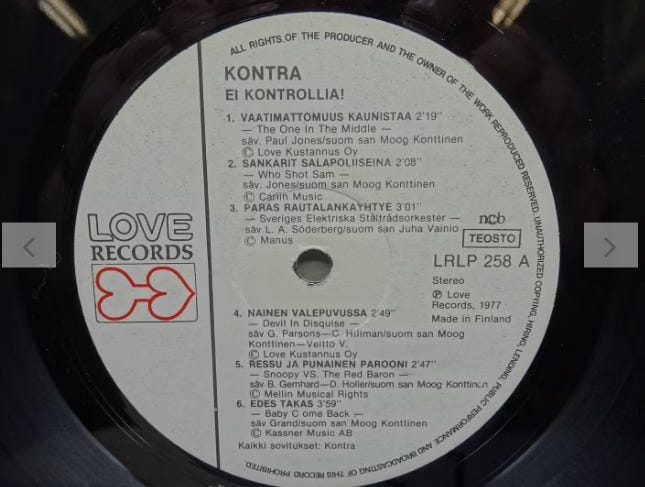 ALL RIGHTS OF THE PRODUCER AND THE OWNER OF THE WORK REPRODUCED RESERVED. UNAUTHORIZED COPYING, HIRING, LENDING, PUBLIC PERFORMANCE AND BROADCASTING OF THIS RECORD PROHIBITED
KONTRA
EI KONTROLLIA!
1. VAATIMATTOMUUS KAUNISTAA 2'19"
— The One In The Middle —
säv. Paul Jones/suom san Moog Konttinen
© Love Kustannus Oy
2. SANKARIT SALAPOLIISEINA 2'08"
— Who Shot Sam —
säv. Jones/suom san Moog Konttinen
© Carlin Music
3. PARAS RAUTALANKAYHTYE 3'01"
— Sveriges Elektriska Ståltrådsorkester —
säv L. A. Söderberg/suom san Juha Vainio
© Manus
LOVE
RECORDS
ncb
TEOSTO
LRLP 258 A
Stereo
℗ Love
Records, 1977
Made in Finland
4. NAINEN VALEPUVUSSA 2'49"
— Devil In Disguise —
säv G. Parsons—C. Hillman/suom san Moog
Konttinen—Veltto V.
© Love Kustannus Oy
5. RESSU JA PUNAINEN PAROONI 2'47"
— Snoopy VS. The Red Baron —
säv B. Gernhard—D. Holler/suom san Moog Konttinen
© Mellin Musical Rights
6. EDES TAKAS 3'59"
— Baby Come Back —
säv Grand/suom san Moog Konttinen
© Kassner Music AB
Kaikki sovitukset: Kontra